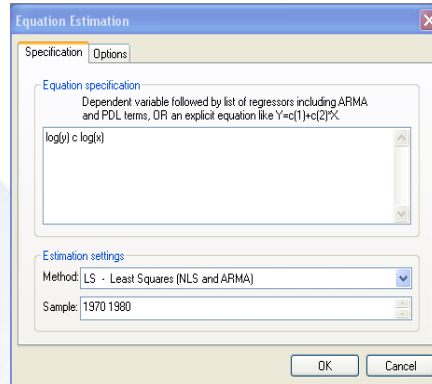 Equation Estimation
Specification
Options
Equation specification
Dependent variable followed by list of regressors including ARMA
and PDL terms, OR an explicit equation like Y=c(1)+c(2)*X.
log(y) c log(x)
Estimation settings
Method: LS - Least Squares (NLS and ARMA)
Sample: 1970 1980
OK
Cancel